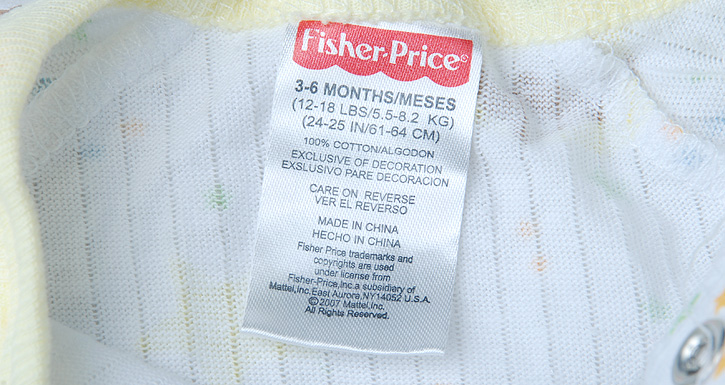 Fisher-Price®
3-6 MONTHS/MESES
(12-18 LBS/5.5-8.2 KG)
(24-25 IN/61-64 CM)
100% COTTON/ALGODON
EXCLUSIVE OF DECORATION
EXCLUSIVO PARE DECORACION
CARE ON REVERSE
VER EL REVERSO
MADE IN CHINA
HECHO IN CHINA
Fisher Price trademarks and
copyrights are used
under license from
Fisher-Price,Inc.a subsidiary of
Mattel,Inc.East Aurora,NY14052 U.S.A.
©2007 Mattel,Inc.
All Rights Reserved.